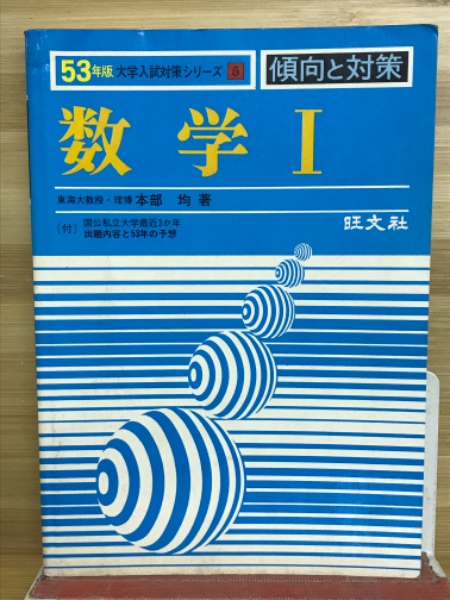 53年版 大学入試対策シリーズ 5 傾向と対策
数学 I
東海大教授・理博 本部 均 著
〔付〕 国公私立大学最近3か年
出題内容と53年の予想
旺文社